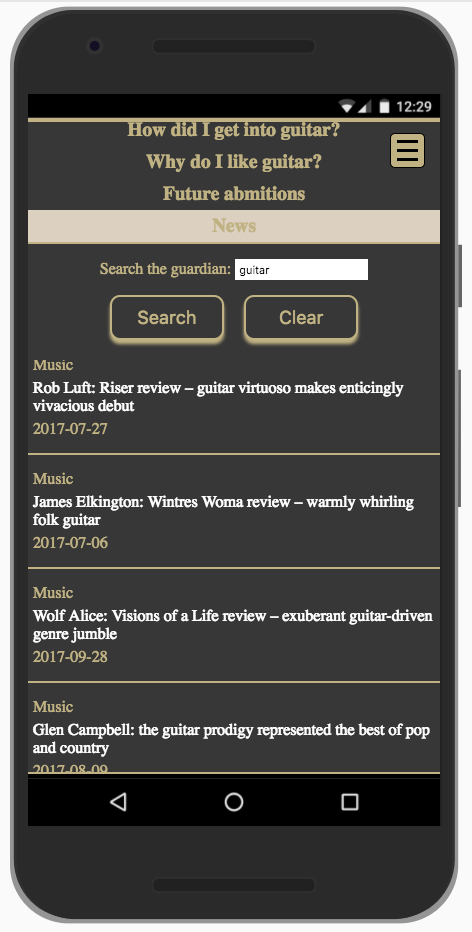 12:29
How did I get into guitar?
Why do I like guitar?
Future abmitions
News
Search the guardian: guitar
Search Clear
Music
Rob Luft: Riser review – guitar virtuoso makes enticingly
vivacious debut
2017-07-27
Music
James Elkington: Wintres Woma review – warmly whirling
folk guitar
2017-07-06
Music
Wolf Alice: Visions of a Life review – exuberant guitar-driven
genre jumble
2017-09-28
Music
Glen Campbell: the guitar prodigy represented the best of pop
and country
2017-08-09